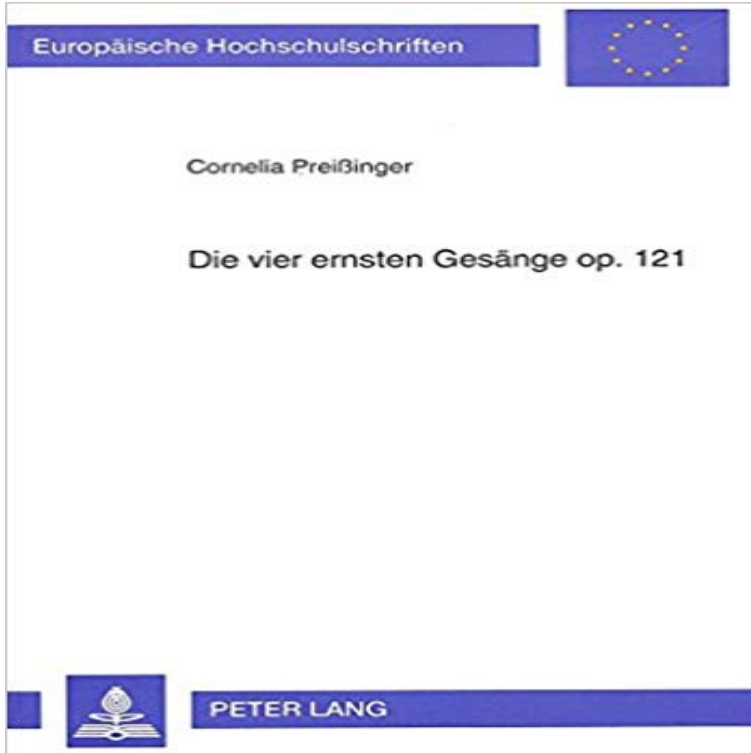 Europäische Hochschulschriften
Cornelia Preißinger
Die vier ernsten Gesänge op. 121
PETER LANG